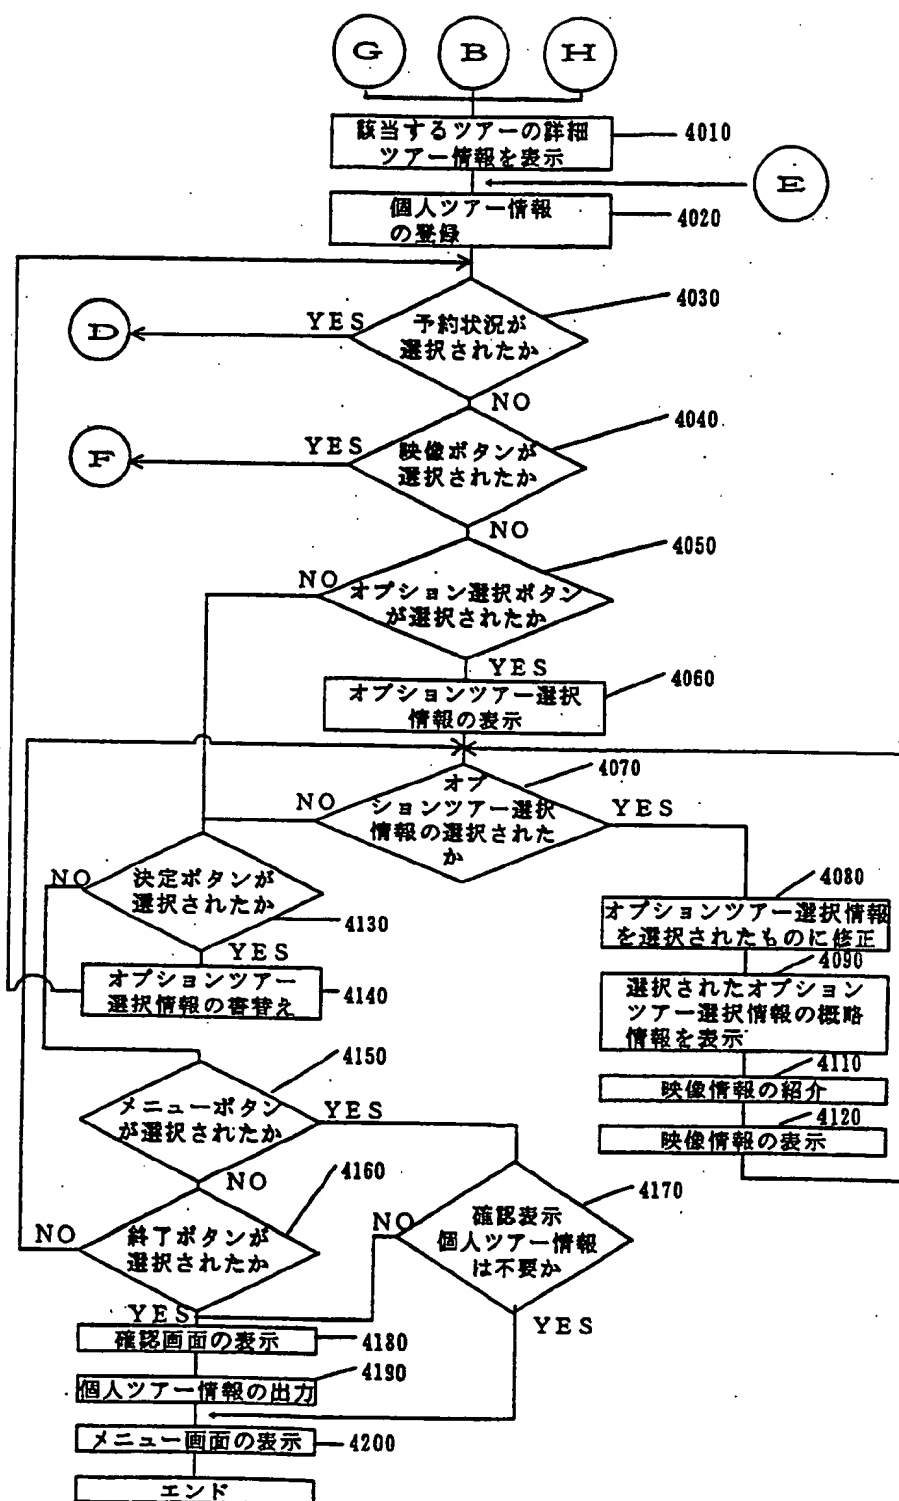 G
B
H
該当するツアーの詳細
ツアー情報を表示
4010
E
個人ツアー情報
の登録
4020
4030
D
YES
予約状況が
選択されたか
NO
4040
F
YES
映像ボタンが
選択されたか
NO
4050
NO
オプション選択ボタン
が選択されたか
YES
4060
オプションツアー選択
情報の表示
4070
NO
オプ
ションツアー選択
情報の選択された
か
YES
NO
決定ボタンが
選択されたか
4130
YES
4080
オプションツアー選択情報
を選択されたものに修正
4090
オプションツアー
選択情報の書替え
4140
選択されたオプション
ツアー選択情報の概略
情報を表示
4150
4110
映像情報の紹介
メニューボタン
が選択されたか
YES
4120
映像情報の表示
NO
4160
4170
NO
終了ボタンが
選択されたか
NO
確認表示
個人ツアー情報
は不要か
YES
YES
確認画面の表示
4180
4190
個人ツアー情報の出力
メニュー画面の表示
4200
エンド